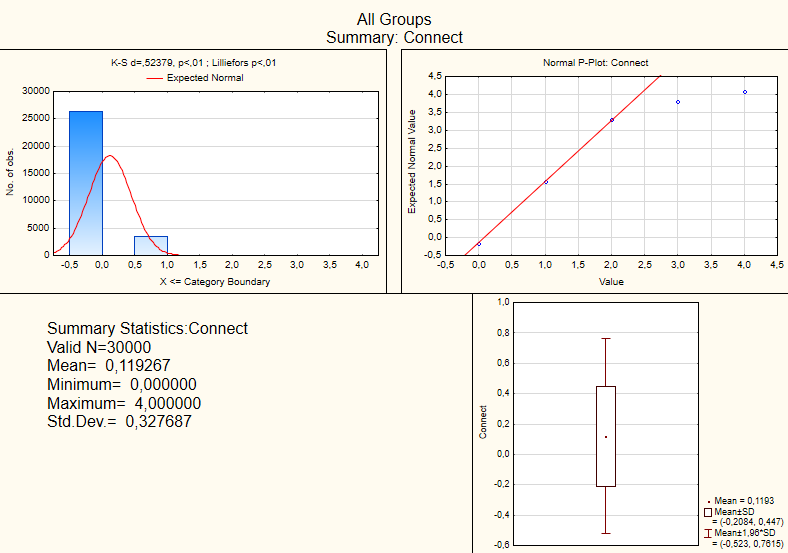 All Groups
Summary: Connect
K-S d=,52379, p<,01 ; Lilliefors p<,01
Expected Normal
30000
25000
20000
15000
10000
5000
0
No. of obs.
-0,5 0,0 0,5 1,0 1,5 2,0 2,5 3,0 3,5 4,0
X <= Category Boundary
Normal P-Plot: Connect
4,5
4,0
3,5
3,0
2,5
2,0
1,5
1,0
0,5
0,0
-0,5
Expected Normal Value
-0,5 0,0 0,5 1,0 1,5 2,0 2,5 3,0 3,5 4,0 4,5
Value
Summary Statistics:Connect
Valid N=30000
Mean= 0,119267
Minimum= 0,000000
Maximum= 4,000000
Std.Dev.= 0,327687
1,0
0,8
0,6
0,4
0,2
0,0
-0,2
-0,4
-0,6
Connect
Mean = 0,1193
Mean±SD
= (-0,2084, 0,447)
Mean±1,96*SD
= (-0,523, 0,7615)